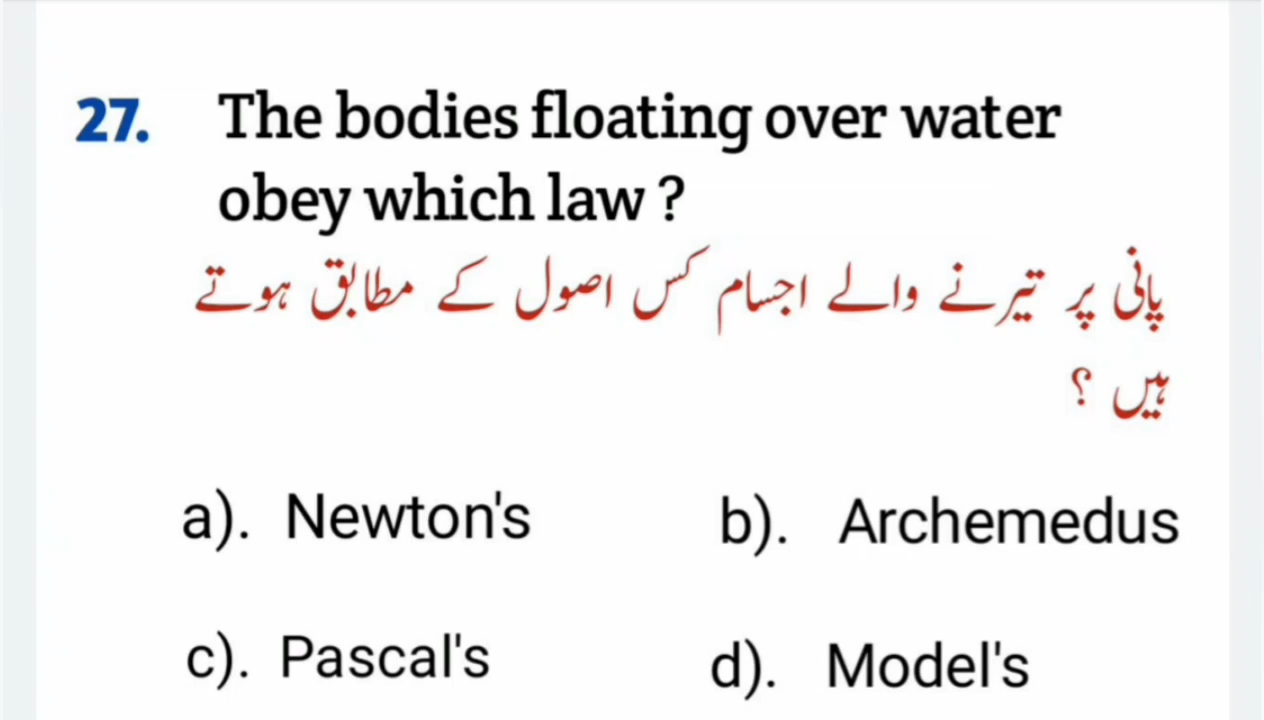 27. The bodies floating over water
obey which law ?
پانی پر تیرنے والے اجسام کس اصول کے مطابق ہوتے
ہیں ؟
a). Newton's b). Archemedus
c). Pascal's d). Model's